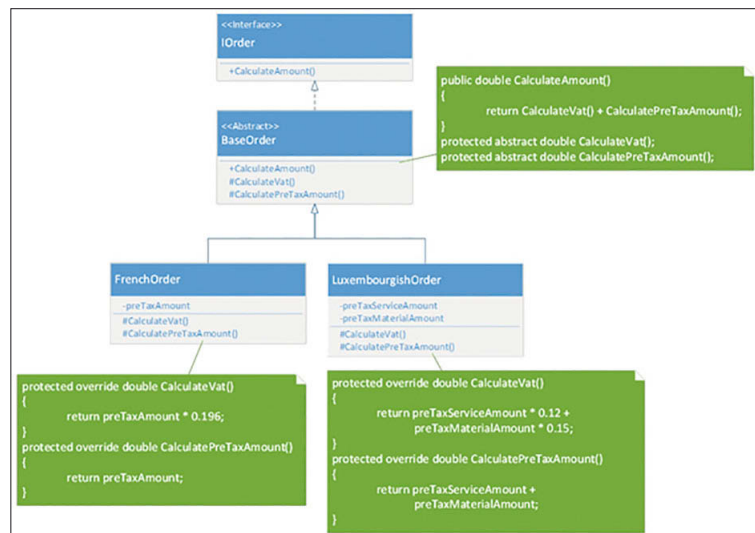 <<Interface>>
IOrder
+CalculateAmount()
public double CalculateAmount()
{
return CalculateVat() + CalculatePreTaxAmount();
}
protected abstract double CalculateVat();
protected abstract double CalculatePreTaxAmount();
<<Abstract>>
BaseOrder
+CalculateAmount()
#CalculateVat()
#CalculatePreTaxAmount()
FrenchOrder
-preTaxAmount
#CalculateVat()
#CalculatePreTaxAmount()
LuxembourgishOrder
-preTaxServiceAmount
-preTaxMaterialAmount
#CalculateVat()
#CalculatePreTaxAmount()
protected override double CalculateVat()
{
return preTaxAmount * 0.196;
}
protected override double CalculatePreTaxAmount()
{
return preTaxAmount;
}
protected override double CalculateVat()
{
return preTaxServiceAmount * 0.12 +
preTaxMaterialAmount * 0.15;
}
protected override double CalculatePreTaxAmount()
{
return preTaxServiceAmount +
preTaxMaterialAmount;
}